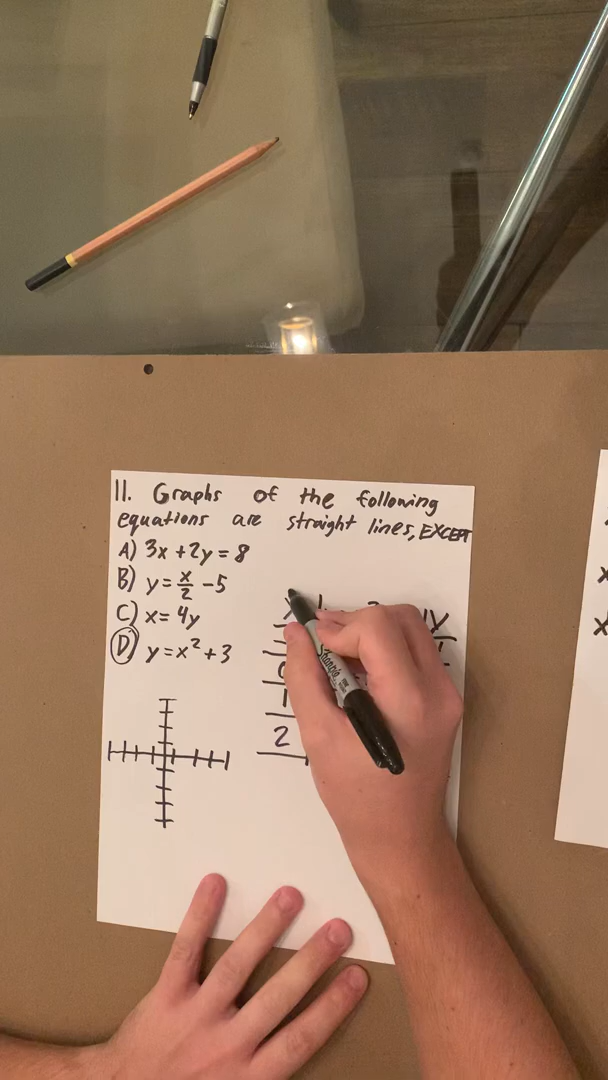 11. Graphs of the following
equations are straight lines, EXCEPT
A) 3x + 2y = 8
B) y = x/2 - 5
C) x = 4y
D) y = x² + 3
x
y
1
2
Sharpie
x
x